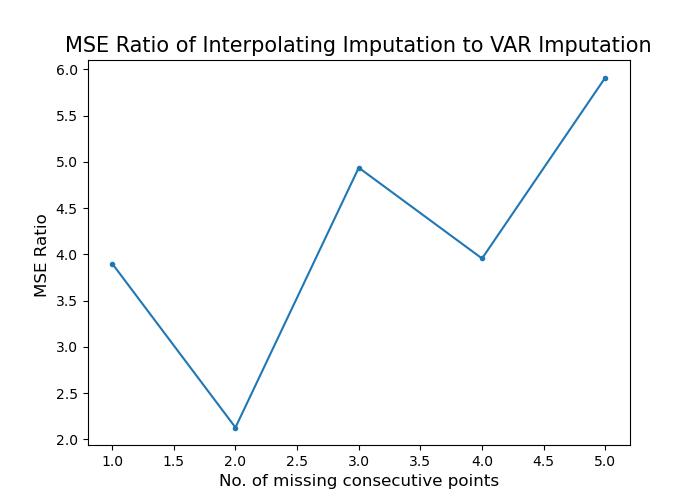 MSE Ratio of Interpolating Imputation to VAR Imputation
6.0
5.5
5.0
4.5
4.0
3.5
3.0
2.5
2.0
MSE Ratio
1.0 1.5 2.0 2.5 3.0 3.5 4.0 4.5 5.0
No. of missing consecutive points